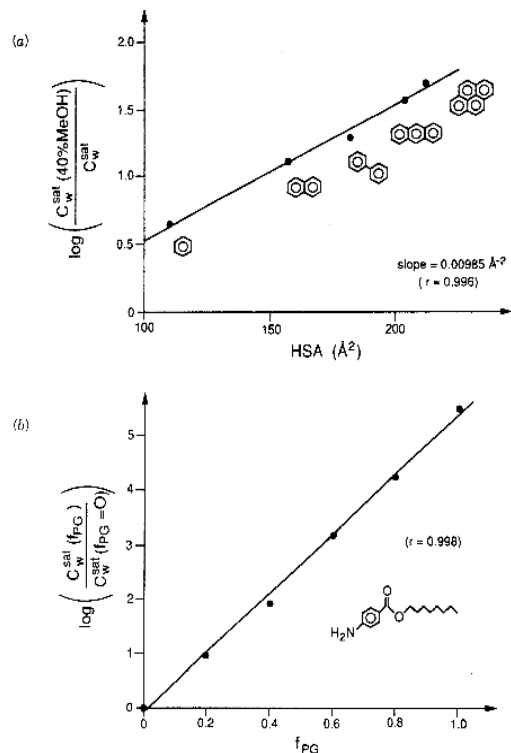 (a)
2.0
1.5
1.0
0.5
0
log ( C_w^sat (40%MeOH) / C_w^sat )
slope = 0.00985 Å⁻²
( r = 0.996)
100
150
200
HSA (Å²)
(b)
5
4
3
2
1
0
log ( C_w^sat (f_PG) / C_w^sat (f_PG =O) )
(r = 0.998)
O
O
H₂N
0
0.2
0.4
0.6
0.8
1.0
f_PG